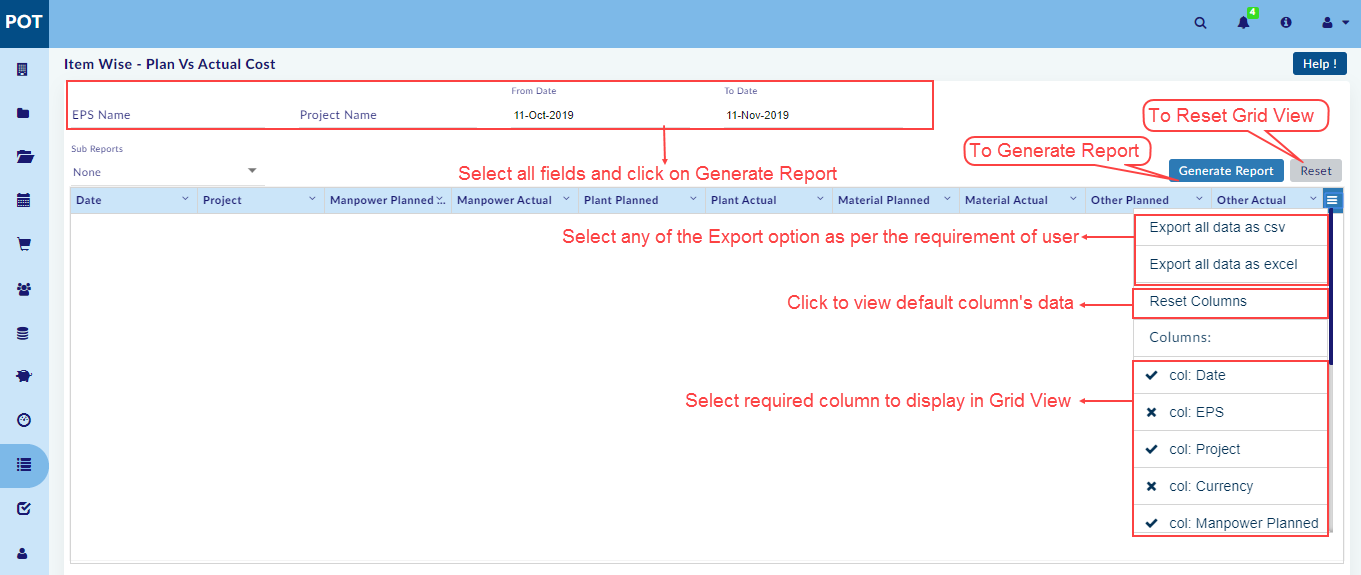 POT
4
Item Wise - Plan Vs Actual Cost
Help !
From Date
To Date
EPS Name
Project Name
11-Oct-2019
11-Nov-2019
To Reset Grid View
To Generate Report
Sub Reports
None
Select all fields and click on Generate Report
Generate Report
Reset
Date
Project
Manpower Planned
Manpower Actual
Plant Planned
Plant Actual
Material Planned
Material Actual
Other Planned
Other Actual
Select any of the Export option as per the requirement of user
Export all data as csv
Export all data as excel
Click to view default column's data
Reset Columns
Columns:
Select required column to display in Grid View
col: Date
col: EPS
col: Project
col: Currency
col: Manpower Planned